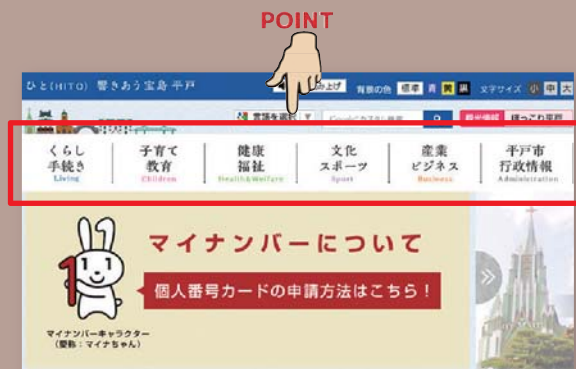 POINT
ひと(HITO) 響きあう宝島 平戸
み上げ 背景の色 標準 青 黄 黒 文字サイズ 小 中 大
言語を選択
くらし
手続き
Living
子育て
教育
Children
健康
福祉
Health&Welfare
文化
スポーツ
Sport
産業
ビジネス
Business
平戸市
行政情報
Administration
マイナンバーについて
個人番号カードの申請方法はこちら!
マイナンバーキャラクター
(愛称:マイナちゃん)